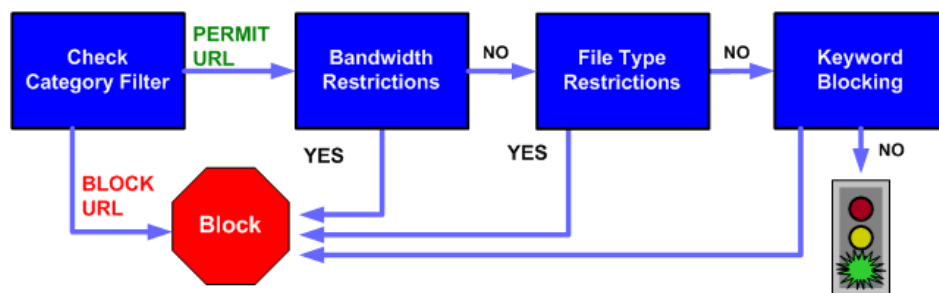 Check
Category Filter
PERMIT
URL
Bandwidth
Restrictions
NO
File Type
Restrictions
NO
Keyword
Blocking
YES
YES
NO
BLOCK
URL
Block